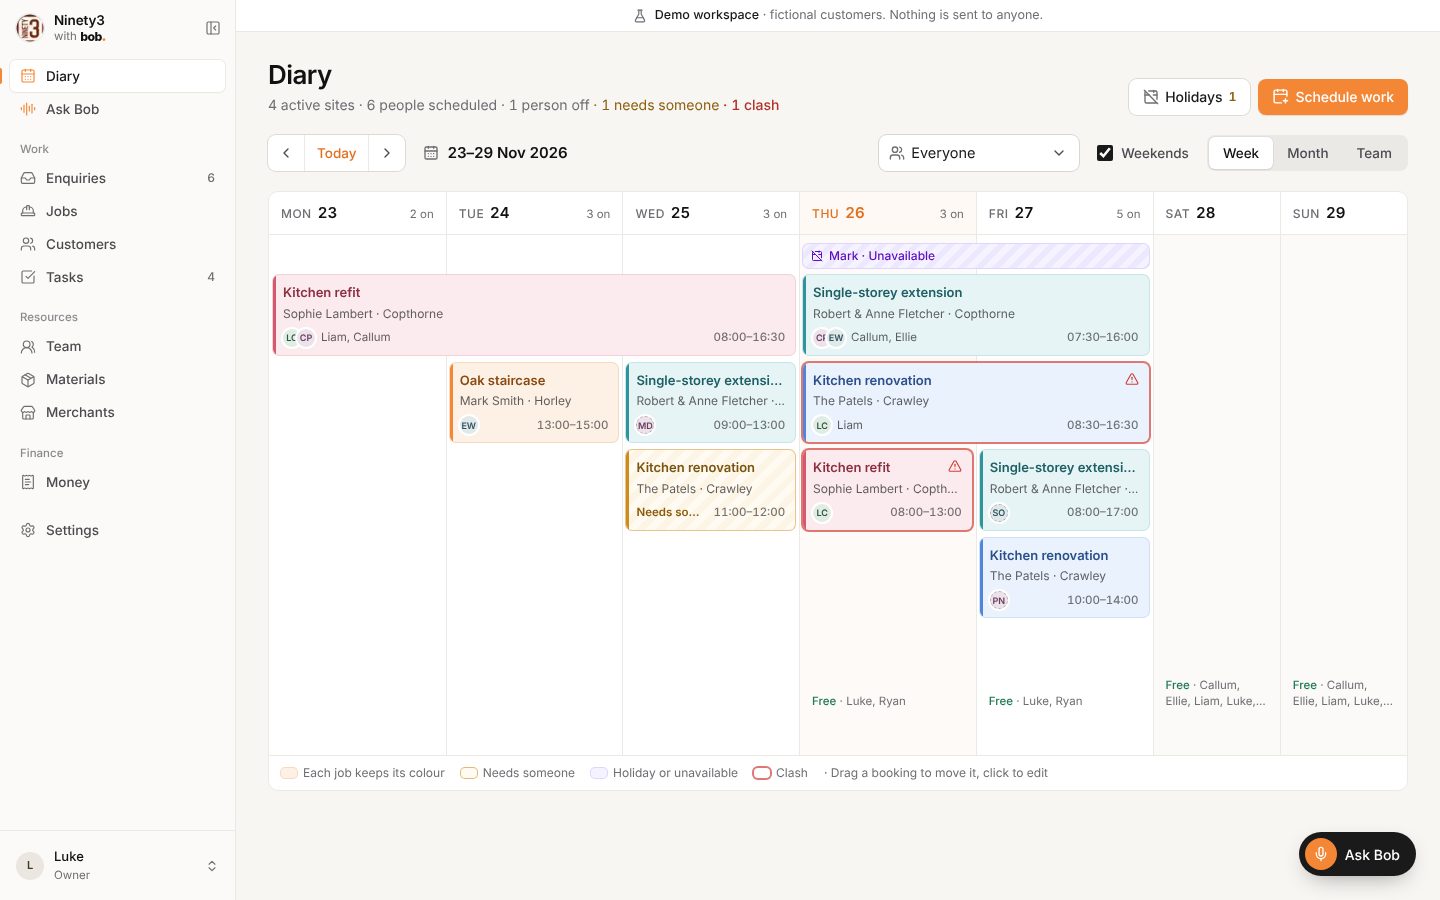 Ninety3
with bob.
Diary
Ask Bob
Work
Enquiries 6
Jobs
Customers
Tasks 4
Resources
Team
Materials
Merchants
Finance
Money
Settings
L
Luke
Owner
Demo workspace · fictional customers. Nothing is sent to anyone.
Diary
4 active sites · 6 people scheduled · 1 person off · 1 needs someone · 1 clash
Holidays 1
Schedule work
Today
23–29 Nov 2026
Everyone
Weekends
Week Month Team
MON 23 2 on
TUE 24 3 on
WED 25 3 on
THU 26 3 on
FRI 27 5 on
SAT 28
SUN 29
Mark · Unavailable
Kitchen refit
Sophie Lambert · Copthorne
LC CP Liam, Callum 08:00–16:30
Single-storey extension
Robert & Anne Fletcher · Copthorne
EW Callum, Ellie 07:30–16:00
Oak staircase
Mark Smith · Horley
EW 13:00–15:00
Single-storey extensi...
Robert & Anne Fletcher ·...
MD 09:00–13:00
Kitchen renovation
The Patels · Crawley
LC Liam 08:30–16:30
Kitchen renovation
The Patels · Crawley
Needs so... 11:00–12:00
Kitchen refit
Sophie Lambert · Copth...
LC 08:00–13:00
Single-storey extensi...
Robert & Anne Fletcher ·...
SO 08:00–17:00
Kitchen renovation
The Patels · Crawley
PN 10:00–14:00
Free · Luke, Ryan
Free · Luke, Ryan
Free · Callum,
Ellie, Liam, Luke,...
Free · Callum,
Ellie, Liam, Luke,...
Each job keeps its colour
Needs someone
Holiday or unavailable
Clash
· Drag a booking to move it, click to edit
Ask Bob